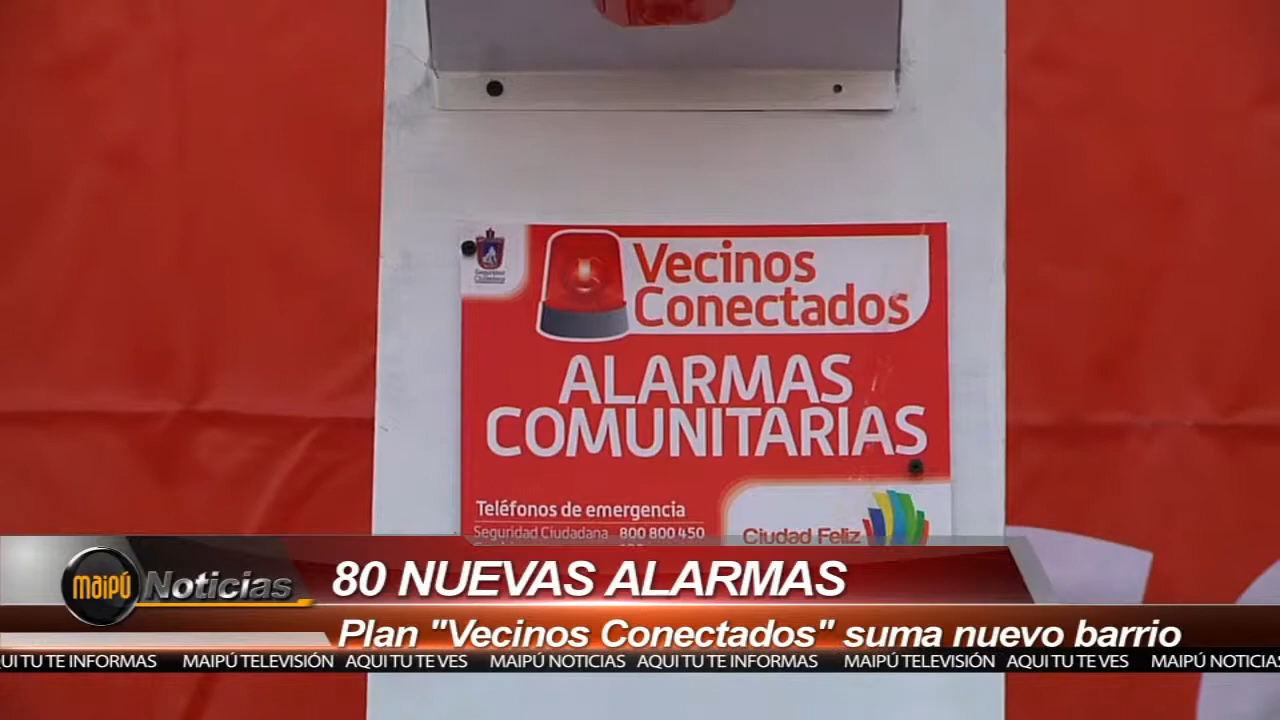 Seguridad
Ciudadana
Vecinos
Conectados
ALARMAS
COMUNITARIAS
Teléfonos de emergencia
Seguridad Ciudadana 800 800 450
Ciudad Feliz
MAIPÚ Noticias
80 NUEVAS ALARMAS
Plan "Vecinos Conectados" suma nuevo barrio
QUI TU TE INFORMAS MAIPÚ TELEVISIÓN AQUI TU TE VES MAIPÚ NOTICIAS AQUI TU TE INFORMAS MAIPÚ TELEVISIÓN AQUI TU TE VES MAIPÚ NOTICIAS